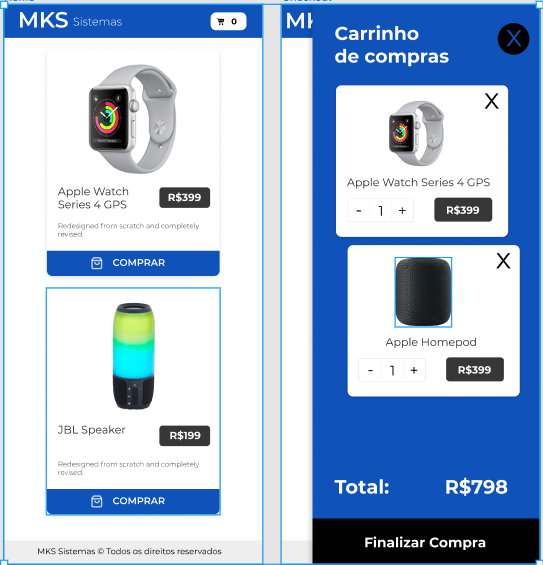 MKS Sistemas
0
Apple Watch
Series 4 GPS
R$399
Redesigned from scratch and completely
revised.
COMPRAR
JBL Speaker
R$199
Redesigned from scratch and completely
revised.
COMPRAR
MKS Sistemas © Todos os direitos reservados
MK
Carrinho
de compras
X
X
Apple Watch Series 4 GPS
- 1 +
R$399
X
Apple Homepod
- 1 +
R$399
Total:
R$798
Finalizar Compra